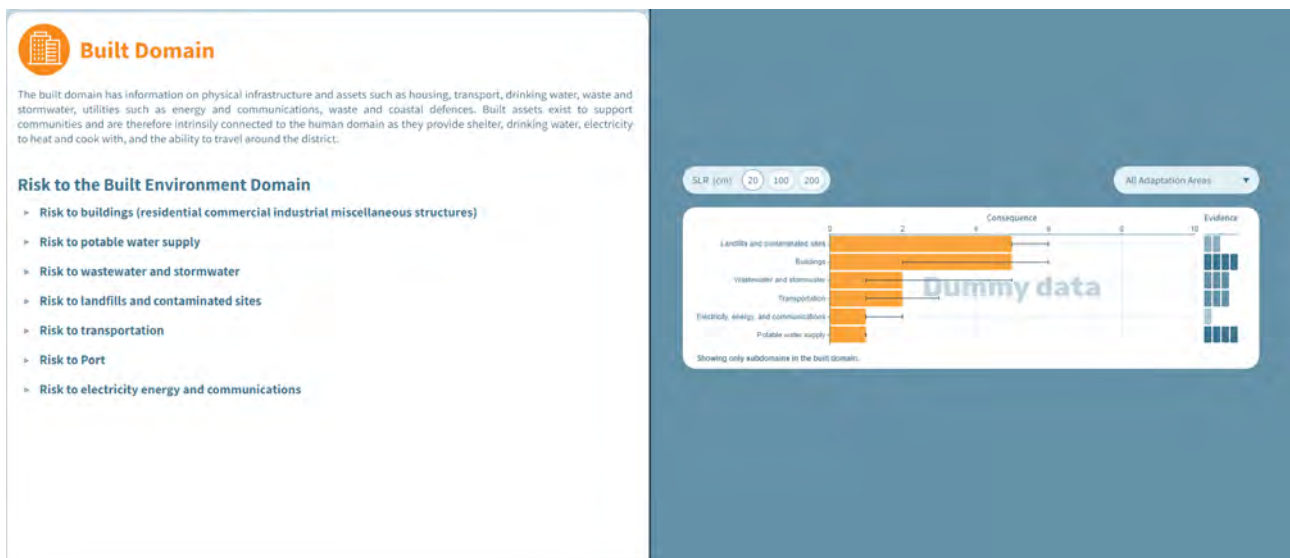 Built Domain
The built domain has information on physical infrastructure and assets such as housing, transport, drinking water, waste and
stormwater, utilities such as energy and communications, waste and coastal defences. Built assets exist to support
communities and are therefore intrinsily connected to the human domain as they provide shelter, drinking water, electricity
to heat and cook with, and the ability to travel around the district.
Risk to the Built Environment Domain
▸ Risk to buildings (residential commercial industrial miscellaneous structures)
▸ Risk to potable water supply
▸ Risk to wastewater and stormwater
▸ Risk to landfills and contaminated sites
▸ Risk to transportation
▸ Risk to Port
▸ Risk to electricity energy and communications
SLR (cm) 20 100 200
All Adaptation Areas
Consequence Evidence
0 2 4 6 8 10
Landfills and contaminated sites
Buildings
Wastewater and stormwater
Dummy data
Transportation
Electricity, energy, and communications
Potable water supply
Showing only subdomains in the built domain.